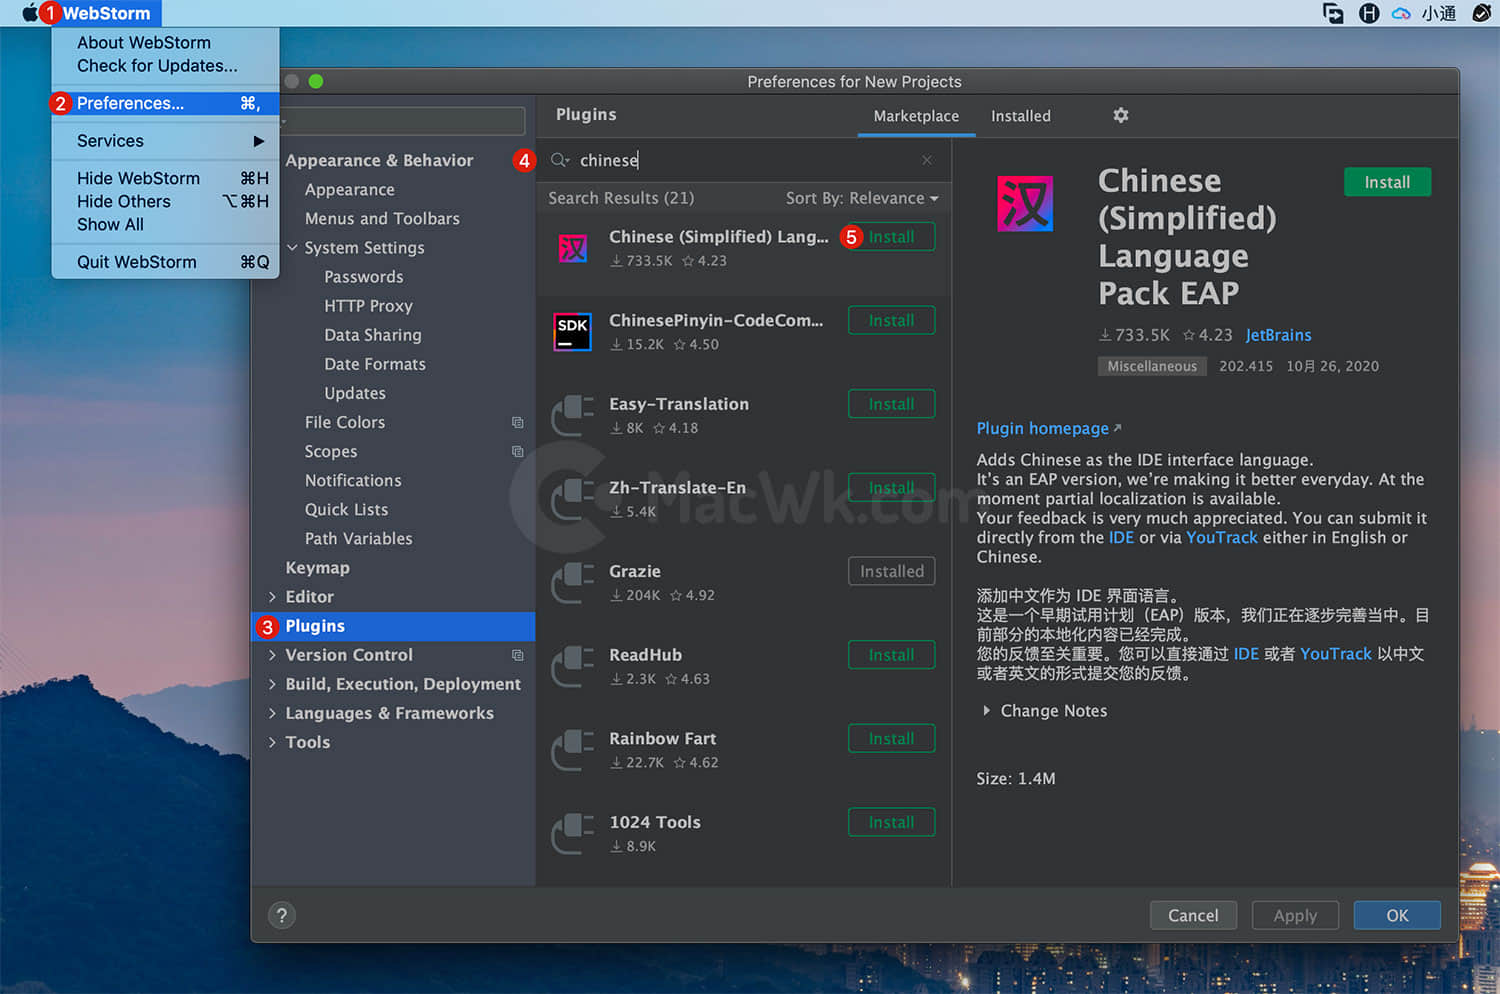 1 WebStorm
小通
About WebStorm
Check for Updates...
2 Preferences... ⌘,
Services ▶
Hide WebStorm ⌘H
Hide Others ⌥⌘H
Show All
Quit WebStorm ⌘Q
Preferences for New Projects
Appearance & Behavior
Appearance
Menus and Toolbars
System Settings
Passwords
HTTP Proxy
Data Sharing
Date Formats
Updates
File Colors
Scopes
Notifications
Quick Lists
Path Variables
Keymap
Editor
3 Plugins
Version Control
Build, Execution, Deployment
Languages & Frameworks
Tools
?
Plugins
Marketplace
Installed
4 chinese
Search Results (21)
Sort By: Relevance
汉
Chinese (Simplified) Lang...
5 Install
733.5K 4.23
SDK
ChinesePinyin-CodeCom...
Install
15.2K 4.50
Easy-Translation
Install
8K 4.18
Zh-Translate-En
Install
5.4K
MacWk.com
Grazie
Installed
204K 4.92
ReadHub
Install
2.3K 4.63
Rainbow Fart
Install
22.7K 4.62
1024 Tools
Install
8.9K
汉
Chinese
(Simplified)
Language
Pack EAP
Install
733.5K 4.23 JetBrains
Miscellaneous 202.415 10月 26, 2020
Plugin homepage
Adds Chinese as the IDE interface language.
It's an EAP version, we're making it better everyday. At the
moment partial localization is available.
Your feedback is very much appreciated. You can submit it
directly from the IDE or via YouTrack either in English or
Chinese.
添加中文作为 IDE 界面语言。
这是一个早期试用计划（EAP）版本，我们正在逐步完善当中。目
前部分的本地化内容已经完成。
您的反馈至关重要。您可以直接通过 IDE 或者 YouTrack 以中文
或者英文的形式提交您的反馈。
Change Notes
Size: 1.4M
Cancel
Apply
OK